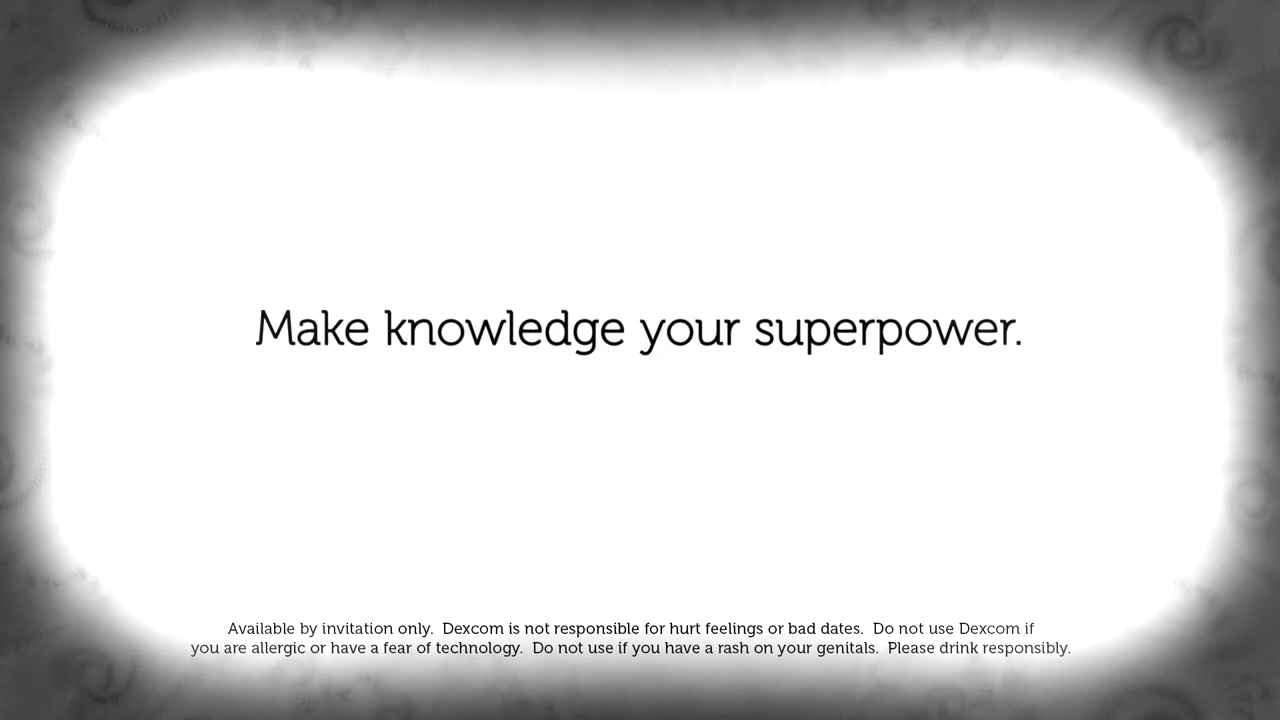 Make knowledge your superpower.
Available by invitation only.  Dexcom is not responsible for hurt feelings or bad dates.  Do not use Dexcom if
you are allergic or have a fear of technology.  Do not use if you have a rash on your genitals.  Please drink responsibly.